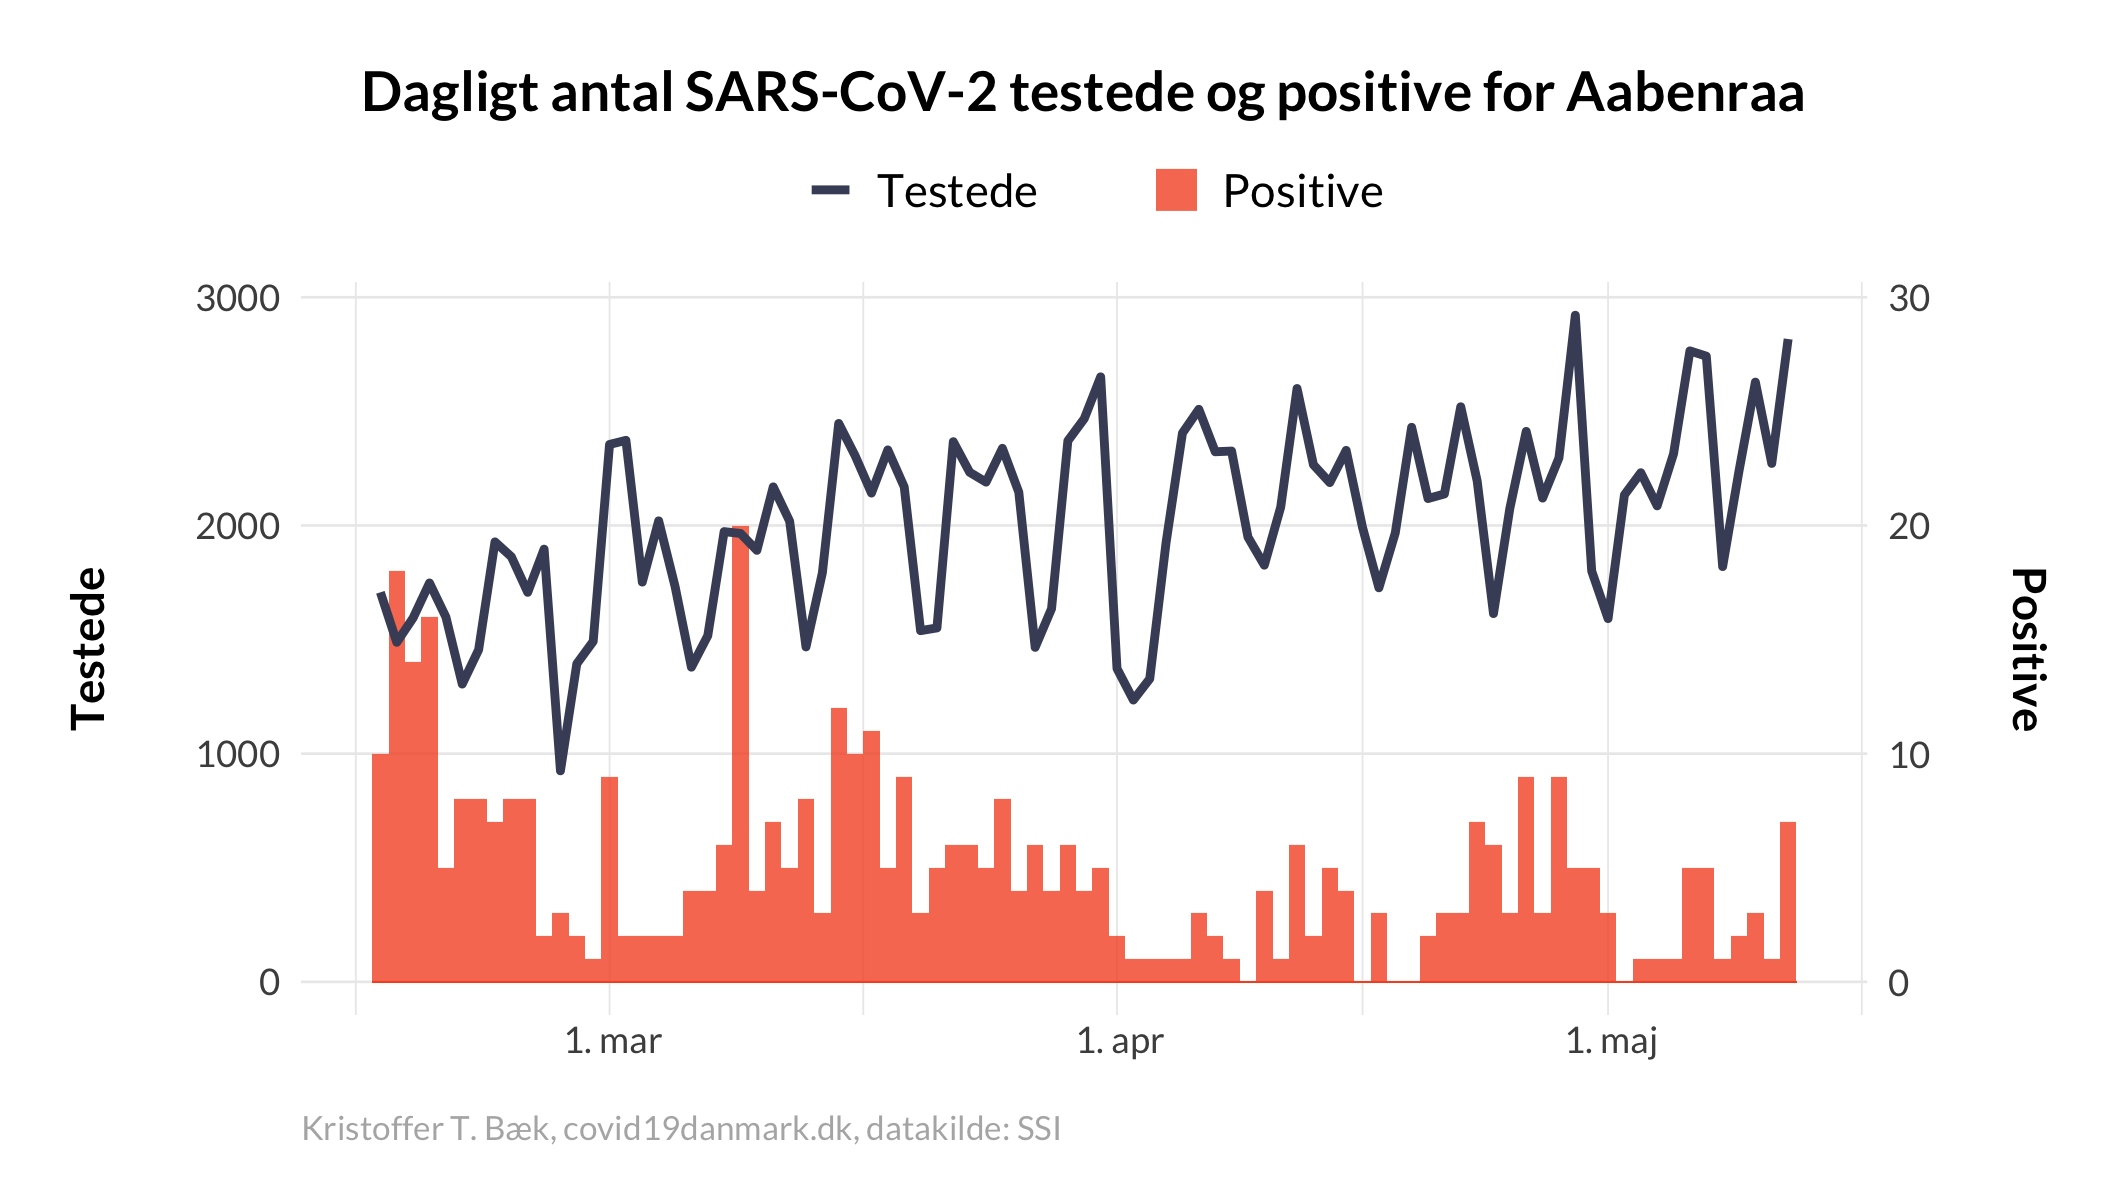 Dagligt antal SARS-CoV-2 testede og positive for Aabenraa
Testede
Positive
3000
2000
1000
0
Testede
30
20
10
0
Positive
1. mar
1. apr
1. maj
Kristoffer T. Bæk, covid19danmark.dk, datakilde: SSI